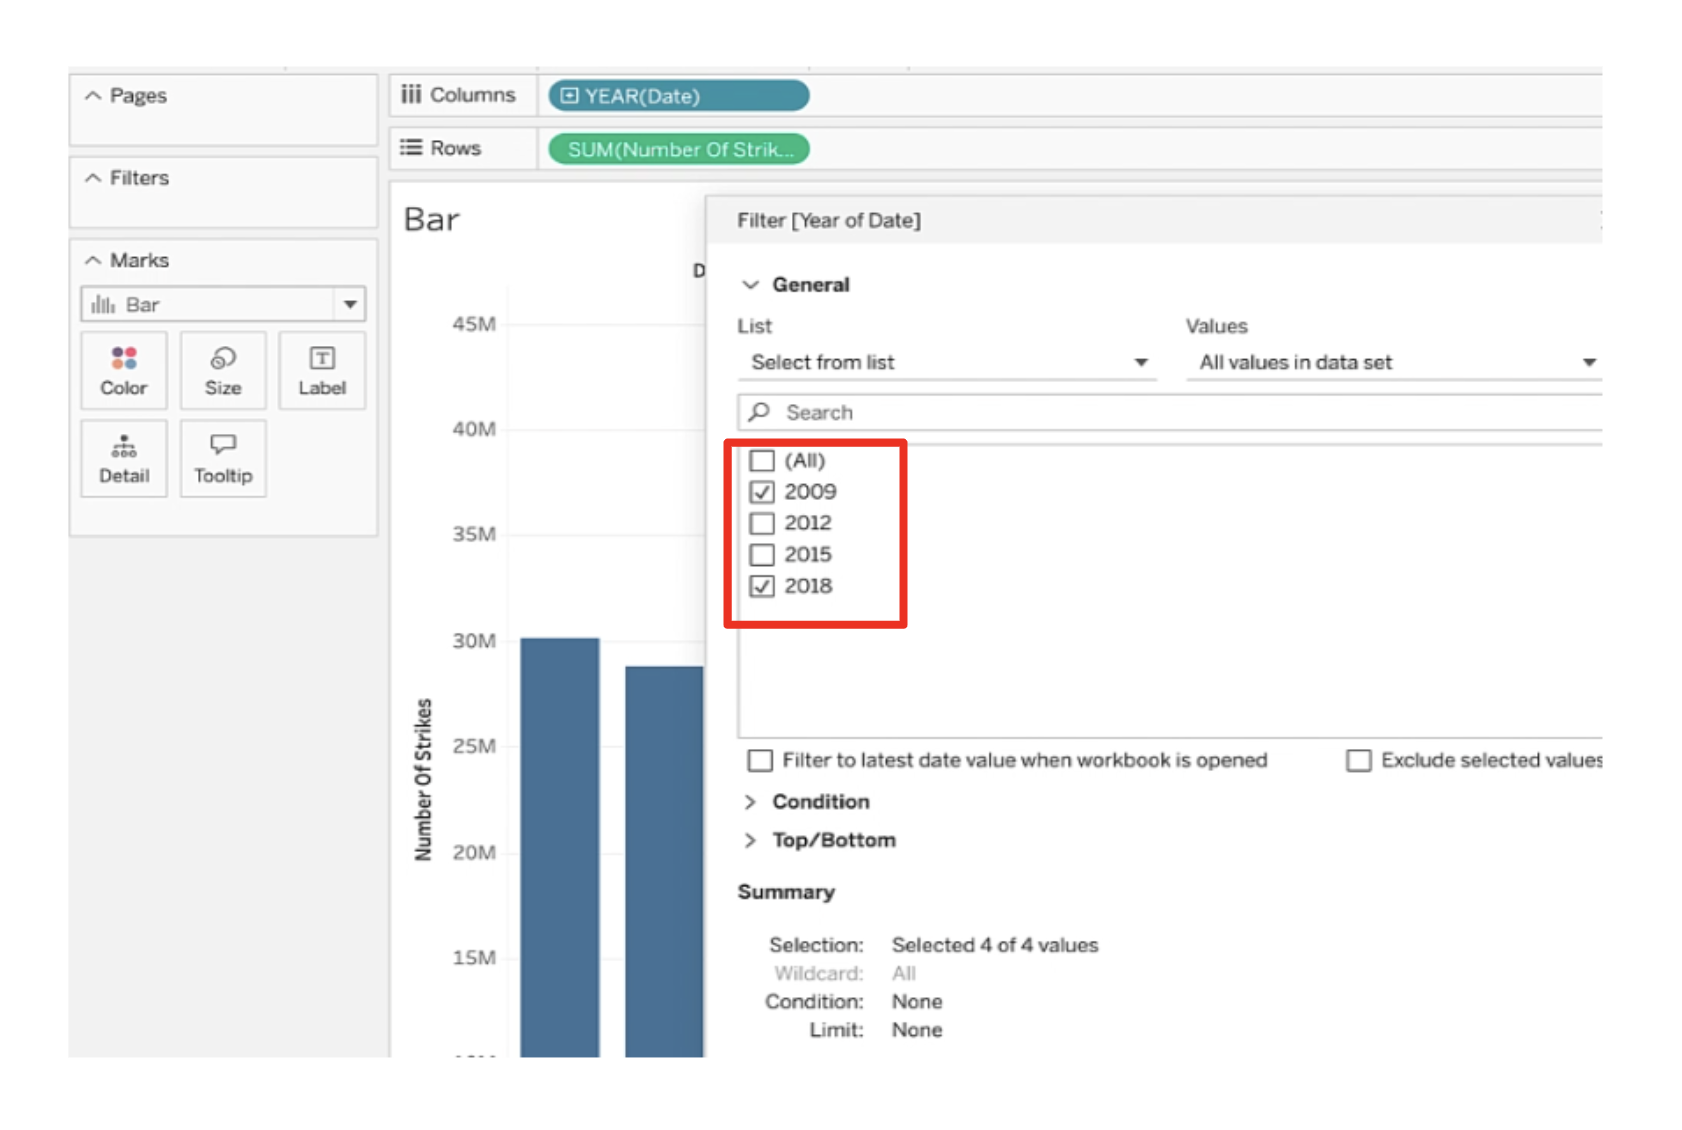 Pages
Filters
Marks
Bar
Color
Size
Label
Detail
Tooltip
Columns
YEAR(Date)
Rows
SUM(Number Of Strik...
Bar
D
45M
40M
35M
30M
25M
20M
15M
Number Of Strikes
Filter [Year of Date]
General
List
Values
Select from list
All values in data set
Search
(All)
2009
2012
2015
2018
Filter to latest date value when workbook is opened
Exclude selected values
Condition
Top/Bottom
Summary
Selection: Selected 4 of 4 values
Wildcard: All
Condition: None
Limit: None